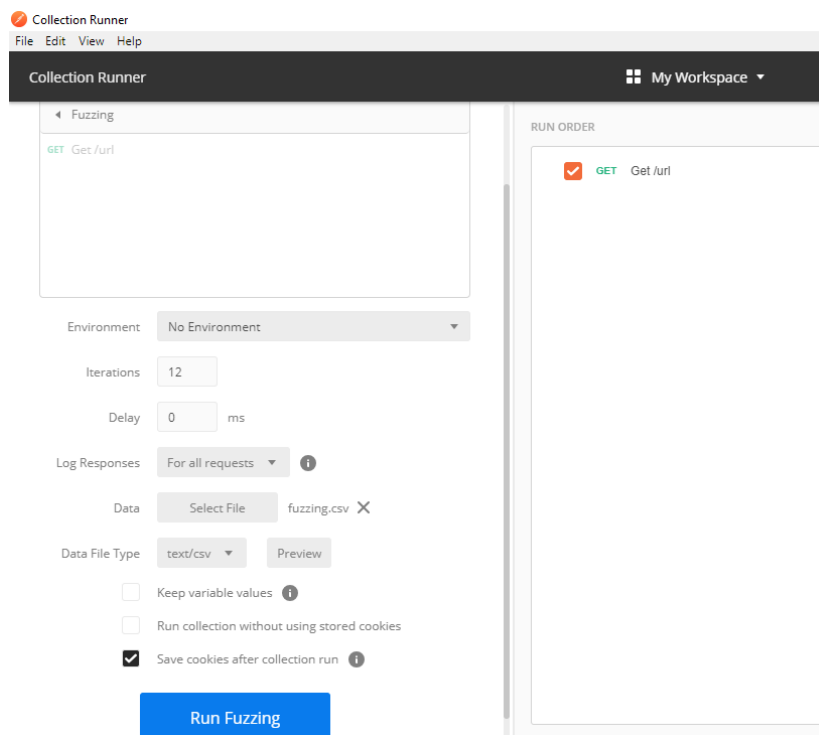 Collection Runner
File Edit View Help
Collection Runner
My Workspace
Fuzzing
GET Get /url
Environment No Environment
Iterations 12
Delay 0 ms
Log Responses For all requests
Data Select File fuzzing.csv
Data File Type text/csv Preview
Keep variable values
Run collection without using stored cookies
Save cookies after collection run
Run Fuzzing
RUN ORDER
GET Get /url